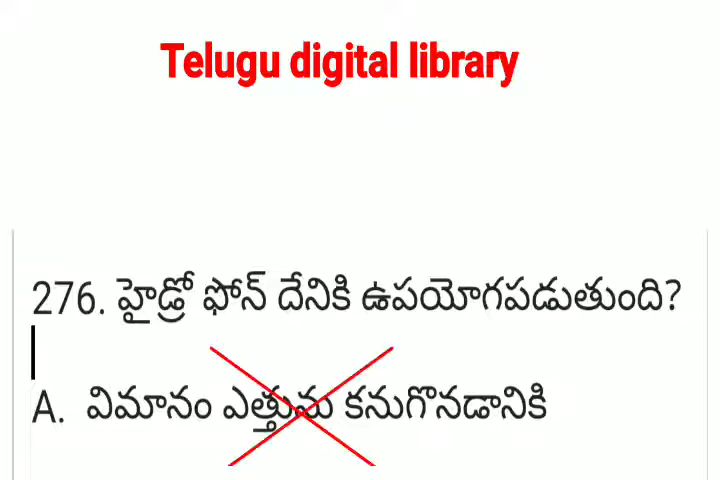 Telugu digital library
276. హైడ్రో ఫోన్ దేనికి ఉపయోగపడుతుంది?
A. విమానం ఎత్తును కనుగొనడానికి